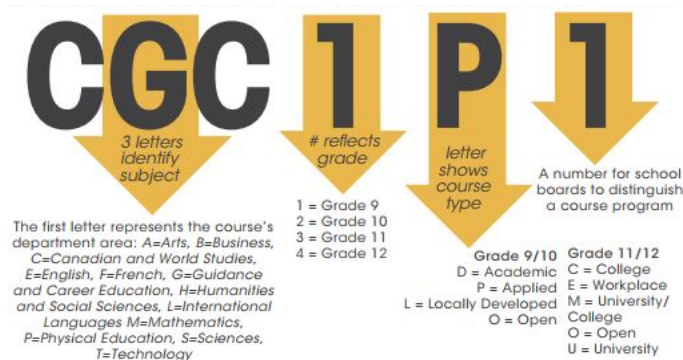 CGC 1 P 1
3 letters
identify
subject
The first letter represents the course's
department area: A=Arts, B=Business,
C=Canadian and World Studies,
E=English, F=French, G=Guidance
and Career Education, H=Humanities
and Social Sciences, L=International
Languages M=Mathematics,
P=Physical Education, S=Sciences,
T=Technology
# reflects
grade
1 = Grade 9
2 = Grade 10
3 = Grade 11
4 = Grade 12
letter
shows
course
type
Grade 9/10
D = Academic
P = Applied
L = Locally Developed
O = Open
A number for school
boards to distinguish
a course program
Grade 11/12
C = College
E = Workplace
M = University/
College
O = Open
U = University